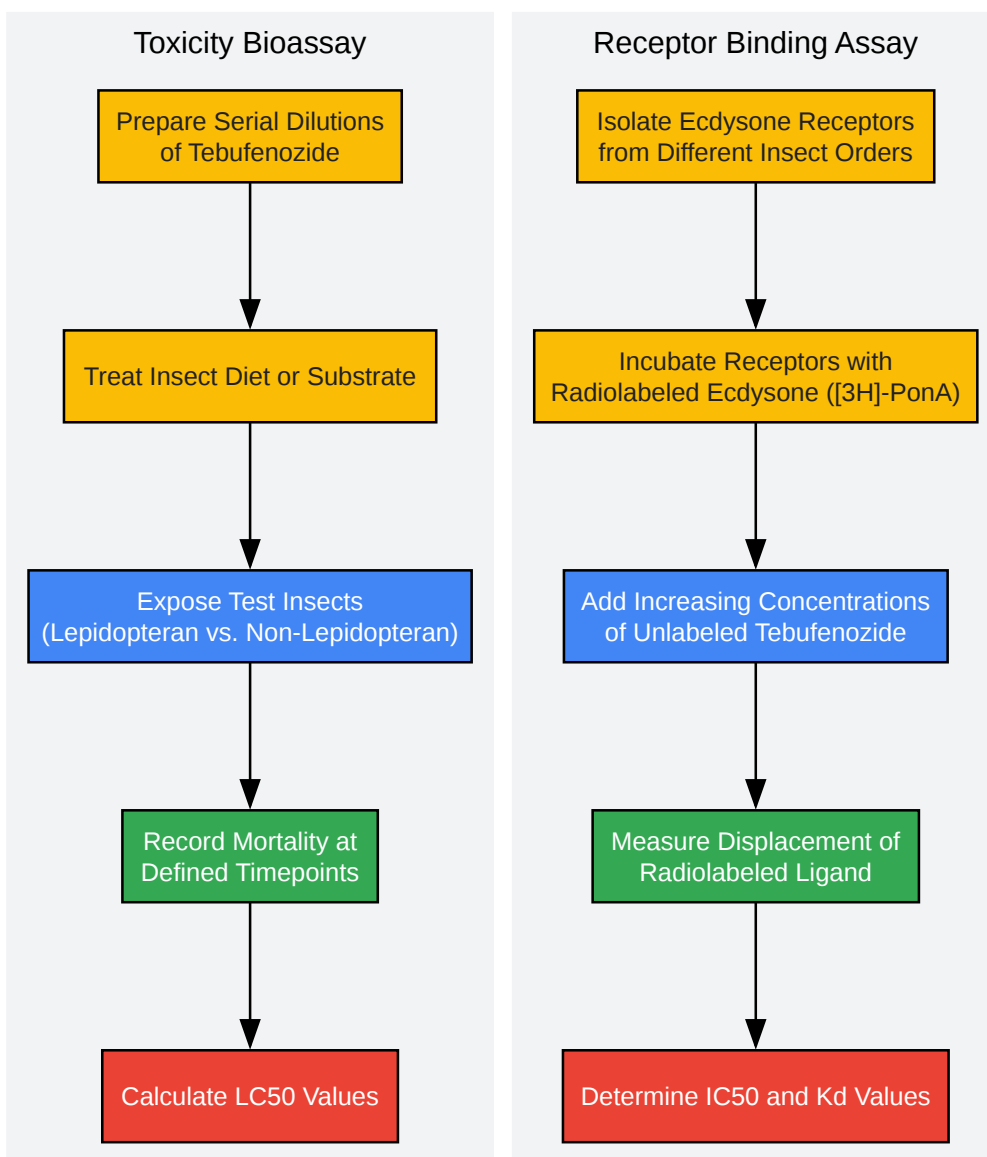 Toxicity Bioassay
Prepare Serial Dilutions
of Tebufenozide
Treat Insect Diet or Substrate
Expose Test Insects
(Lepidopteran vs. Non-Lepidopteran)
Record Mortality at
Defined Timepoints
Calculate LC50 Values
Receptor Binding Assay
Isolate Ecdysone Receptors
from Different Insect Orders
Incubate Receptors with
Radiolabeled Ecdysone ([3H]-PonA)
Add Increasing Concentrations
of Unlabeled Tebufenozide
Measure Displacement of
Radiolabeled Ligand
Determine IC50 and Kd Values